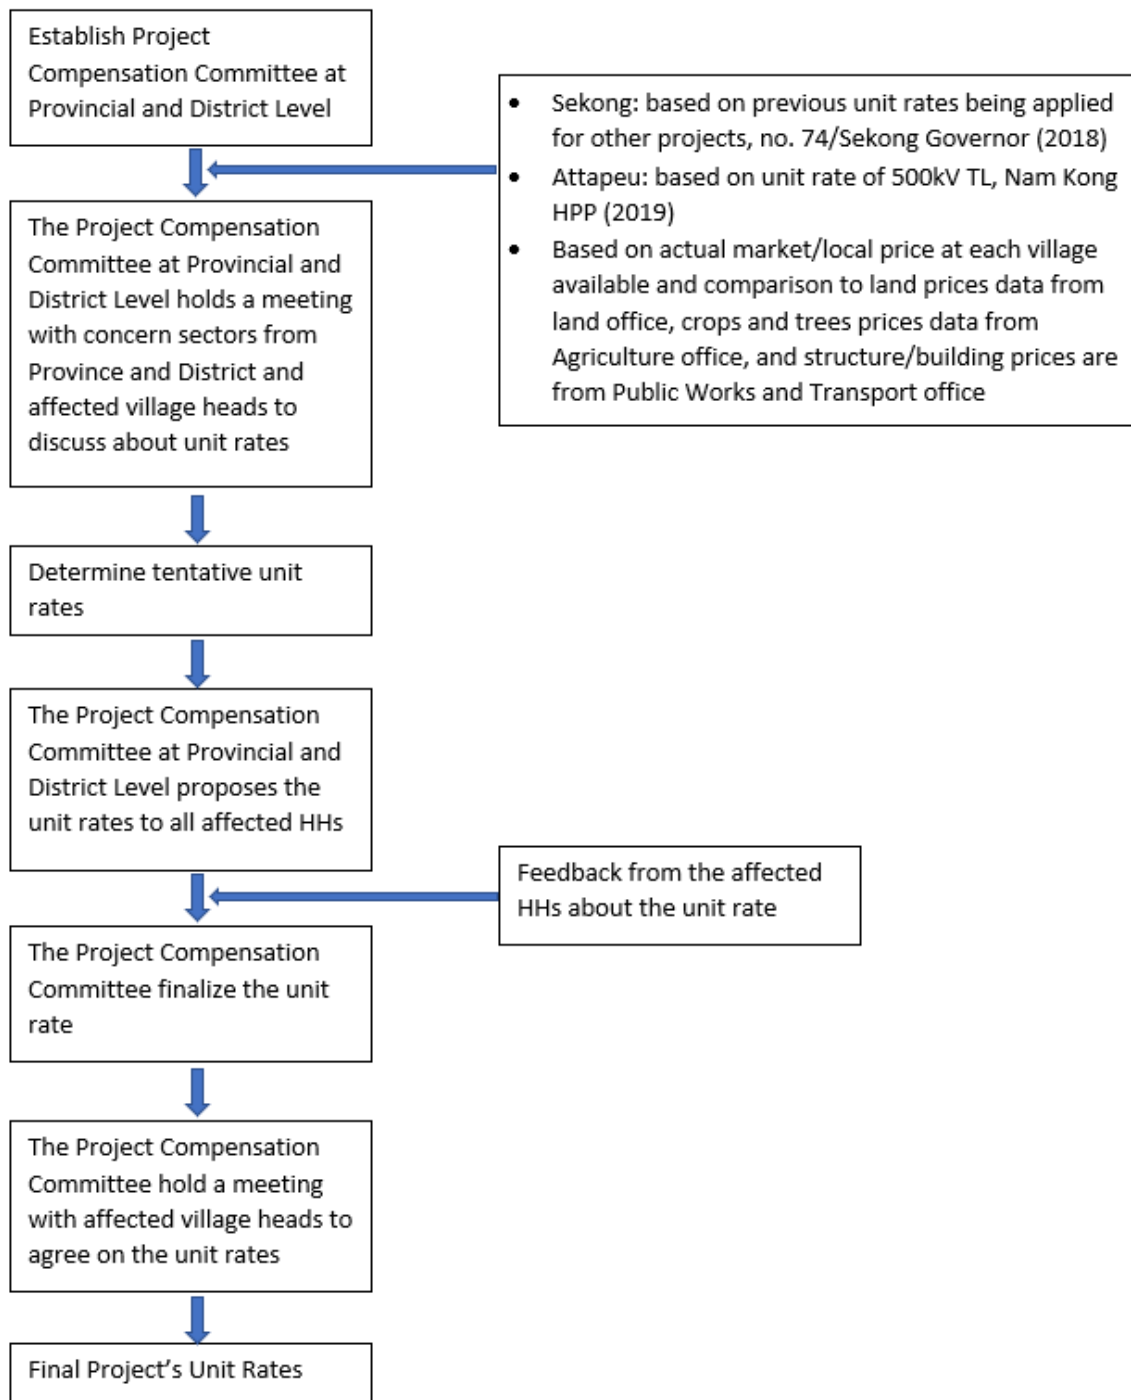 Establish Project
Compensation Committee at
Provincial and District Level
• Sekong: based on previous unit rates being applied
for other projects, no. 74/Sekong Governor (2018)
• Attapeu: based on unit rate of 500kV TL, Nam Kong
HPP (2019)
• Based on actual market/local price at each village
available and comparison to land prices data from
land office, crops and trees prices data from
Agriculture office, and structure/building prices are
from Public Works and Transport office
The Project Compensation
Committee at Provincial and
District Level holds a meeting
with concern sectors from
Province and District and
affected village heads to
discuss about unit rates
Determine tentative unit
rates
The Project Compensation
Committee at Provincial and
District Level proposes the
unit rates to all affected HHs
Feedback from the affected
HHs about the unit rate
The Project Compensation
Committee finalize the unit
rate
The Project Compensation
Committee hold a meeting
with affected village heads to
agree on the unit rates
Final Project’s Unit Rates